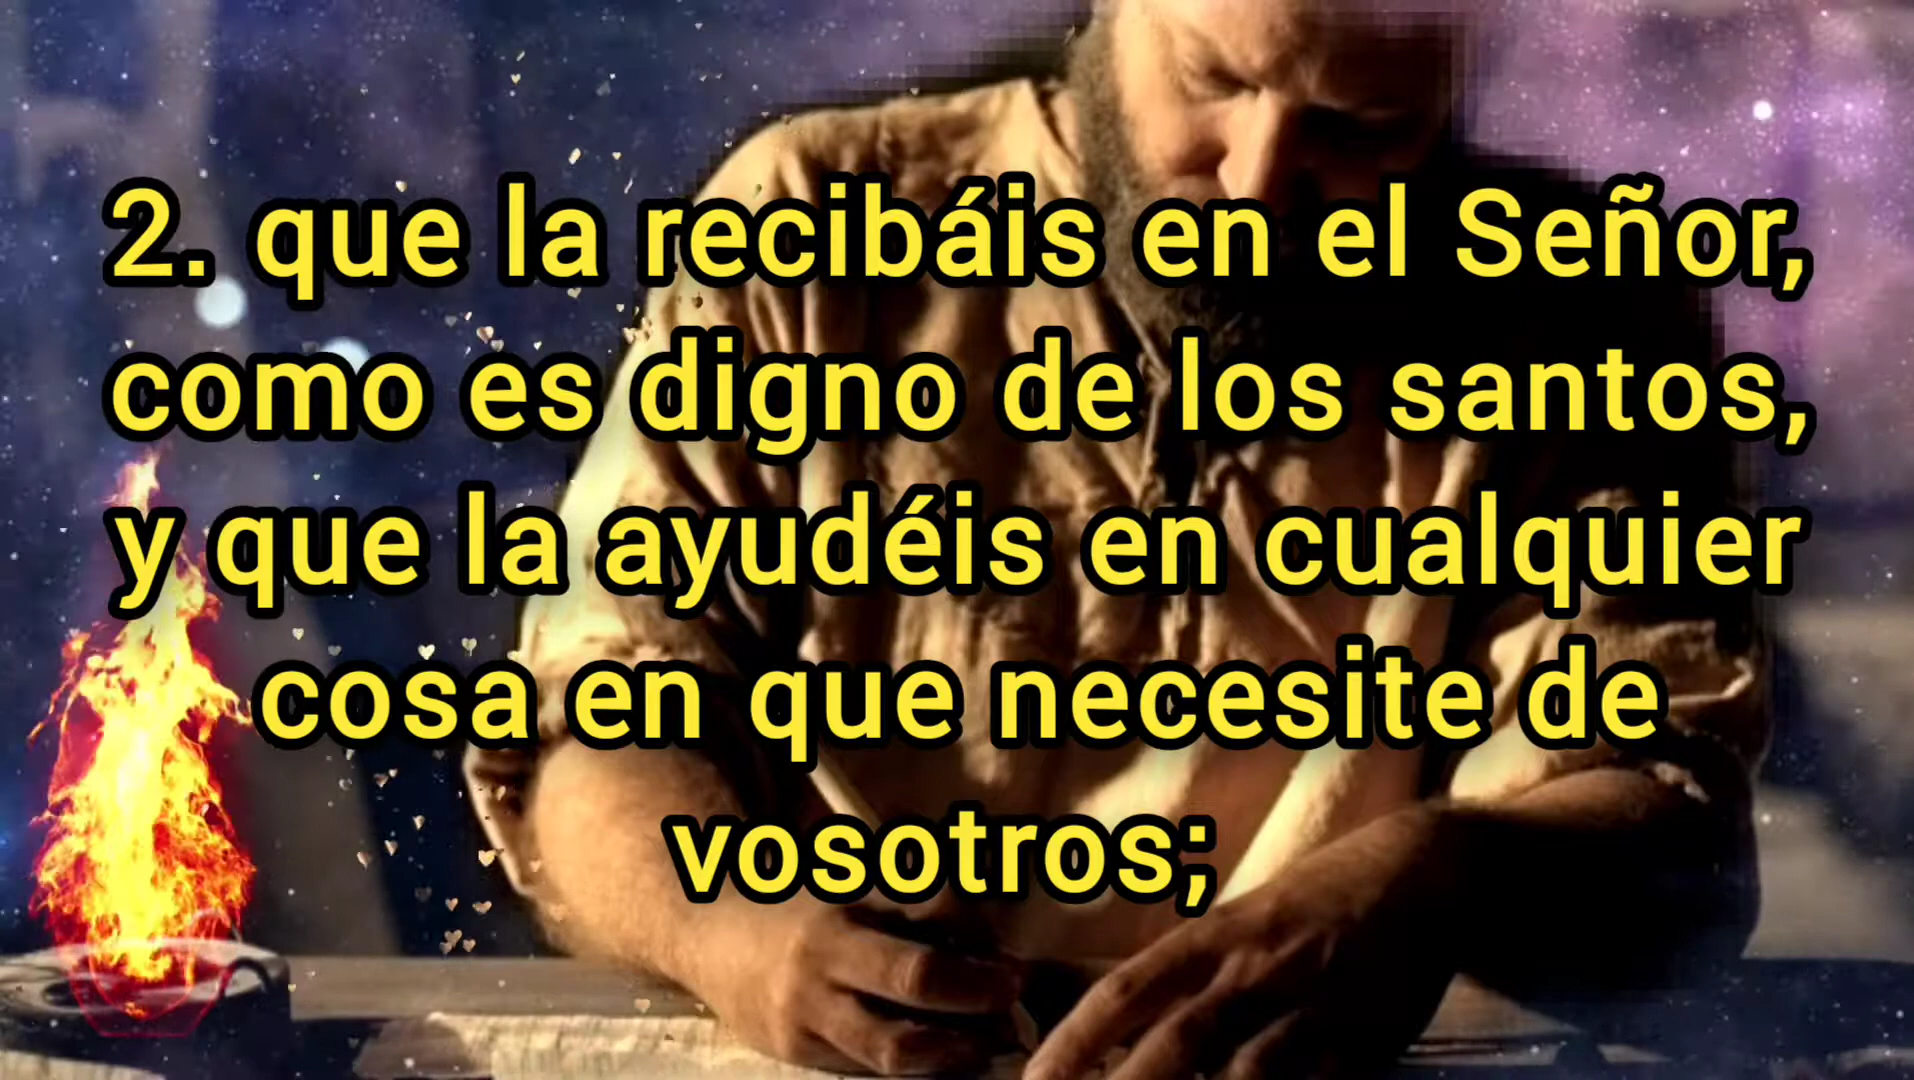 2. que la recibáis en el Señor,
como es digno de los santos,
y que la ayudéis en cualquier
cosa en que necesite de
vosotros;